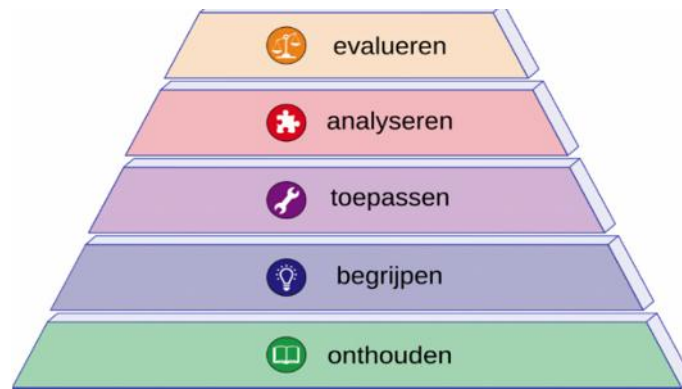 evalueren
analyseren
toepassen
begrijpen
onthouden